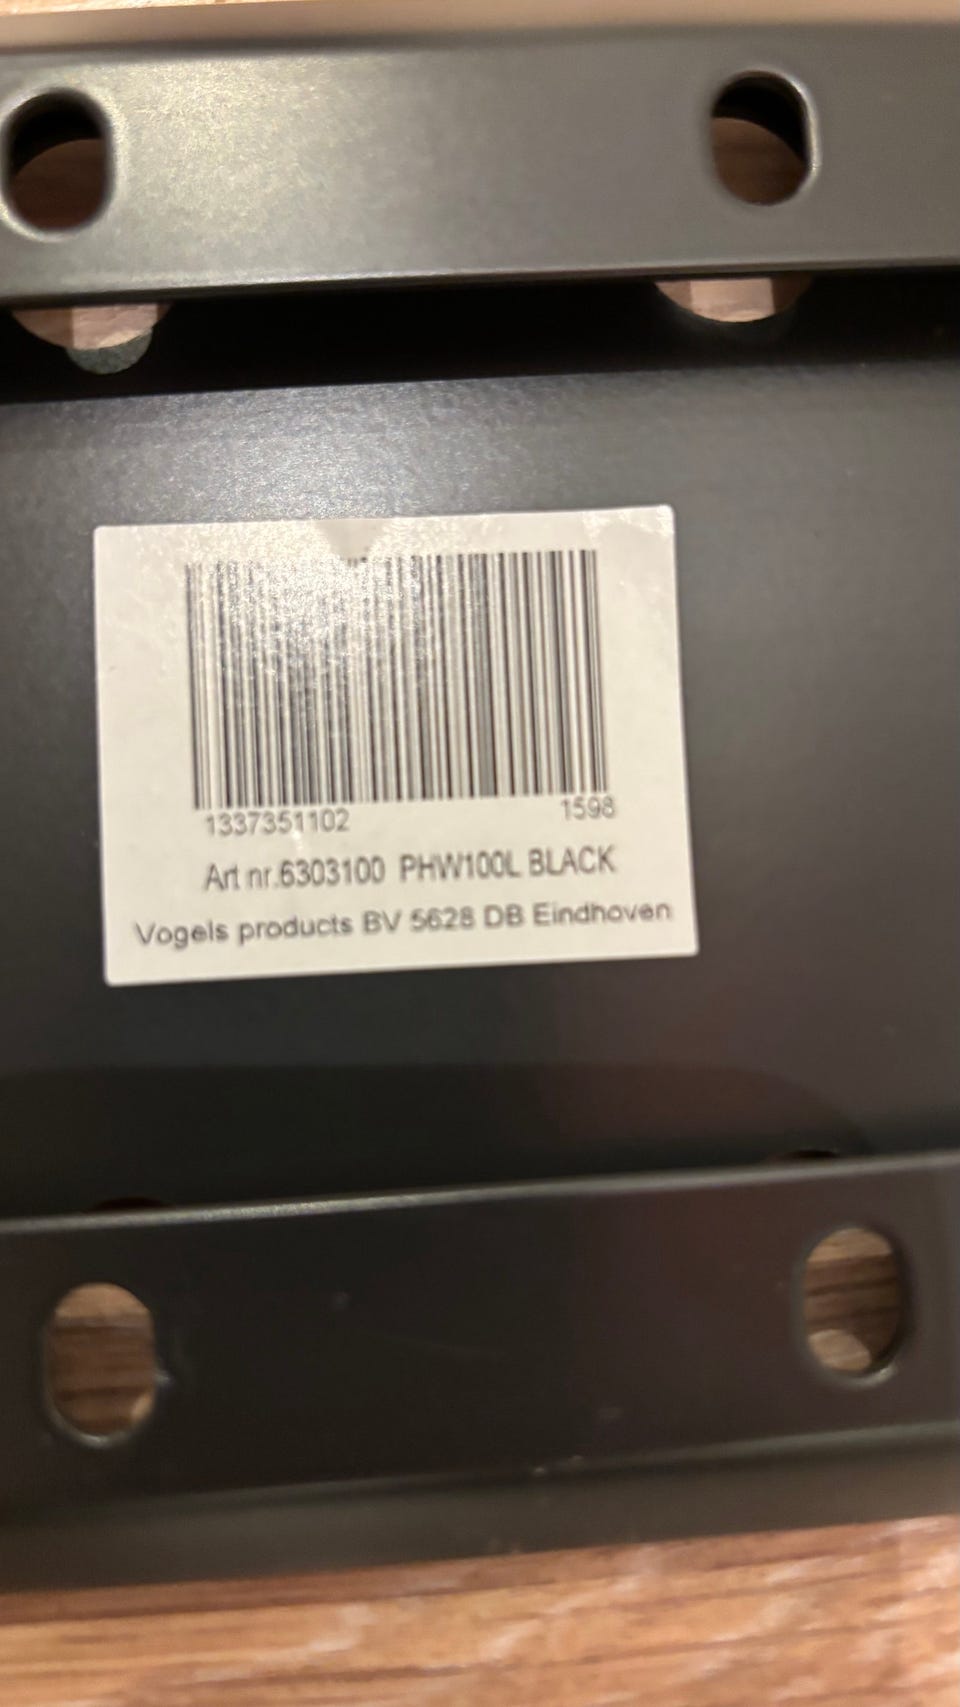 1337351102 1598
Art nr.6303100 PHW100L BLACK
Vogels products BV 5628 DB Eindhoven